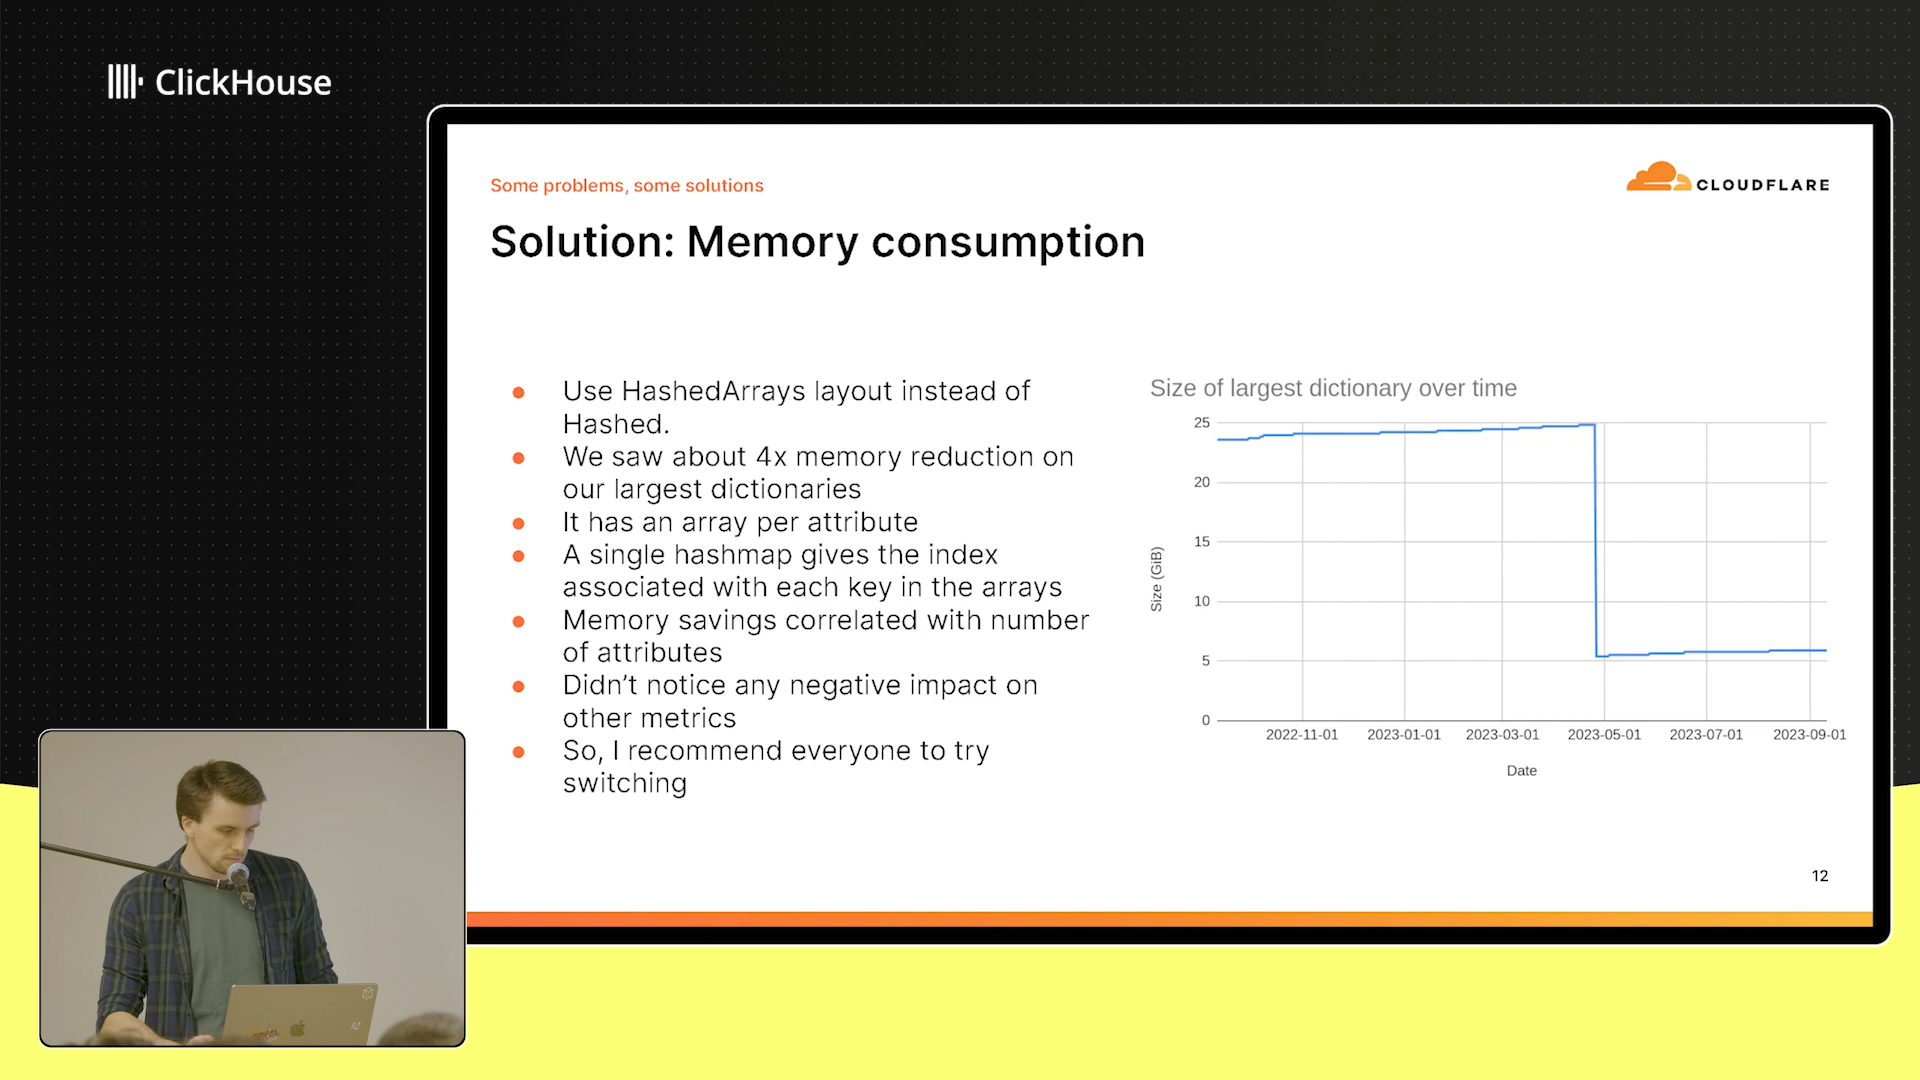 ClickHouse
Some problems, some solutions
CLOUDFLARE
Solution: Memory consumption
Use HashedArrays layout instead of
Hashed.
We saw about 4x memory reduction on
our largest dictionaries
It has an array per attribute
A single hashmap gives the index
associated with each key in the arrays
Memory savings correlated with number
of attributes
Didn’t notice any negative impact on
other metrics
So, I recommend everyone to try
switching
Size of largest dictionary over time
Size (GiB)
25
20
15
10
5
0
2022-11-01 2023-01-01 2023-03-01 2023-05-01 2023-07-01 2023-09-01
Date
12